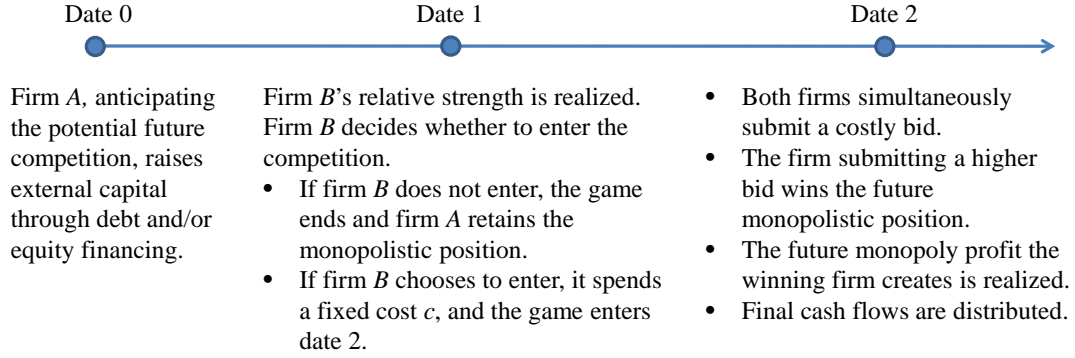 Date 0
Date 1
Date 2
Firm A, anticipating
the potential future
competition, raises
external capital
through debt and/or
equity financing.
Firm B's relative strength is realized.
Firm B decides whether to enter the
competition.
• If firm B does not enter, the game
ends and firm A retains the
monopolistic position.
• If firm B chooses to enter, it spends
a fixed cost c, and the game enters
date 2.
• Both firms simultaneously
submit a costly bid.
• The firm submitting a higher
bid wins the future
monopolistic position.
• The future monopoly profit the
winning firm creates is realized.
• Final cash flows are distributed.